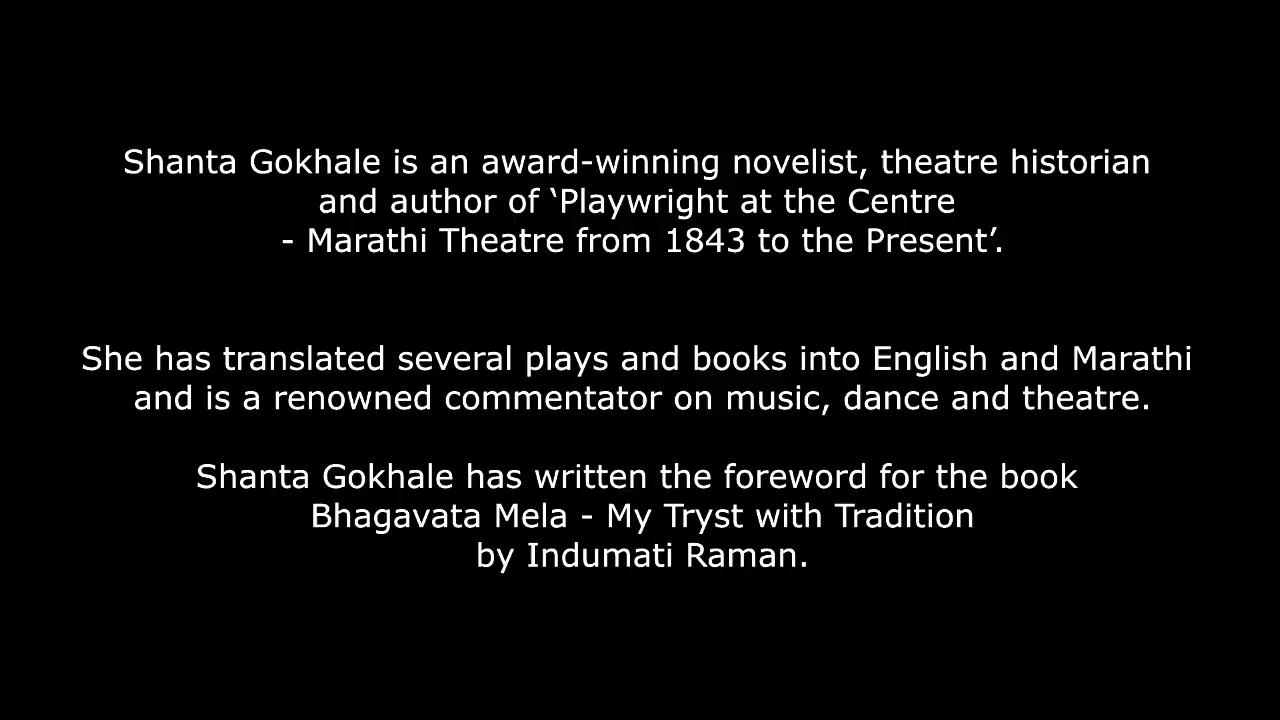 Shanta Gokhale is an award-winning novelist, theatre historian
and author of ‘Playwright at the Centre
- Marathi Theatre from 1843 to the Present’.
She has translated several plays and books into English and Marathi
and is a renowned commentator on music, dance and theatre.
Shanta Gokhale has written the foreword for the book
Bhagavata Mela - My Tryst with Tradition
by Indumati Raman.